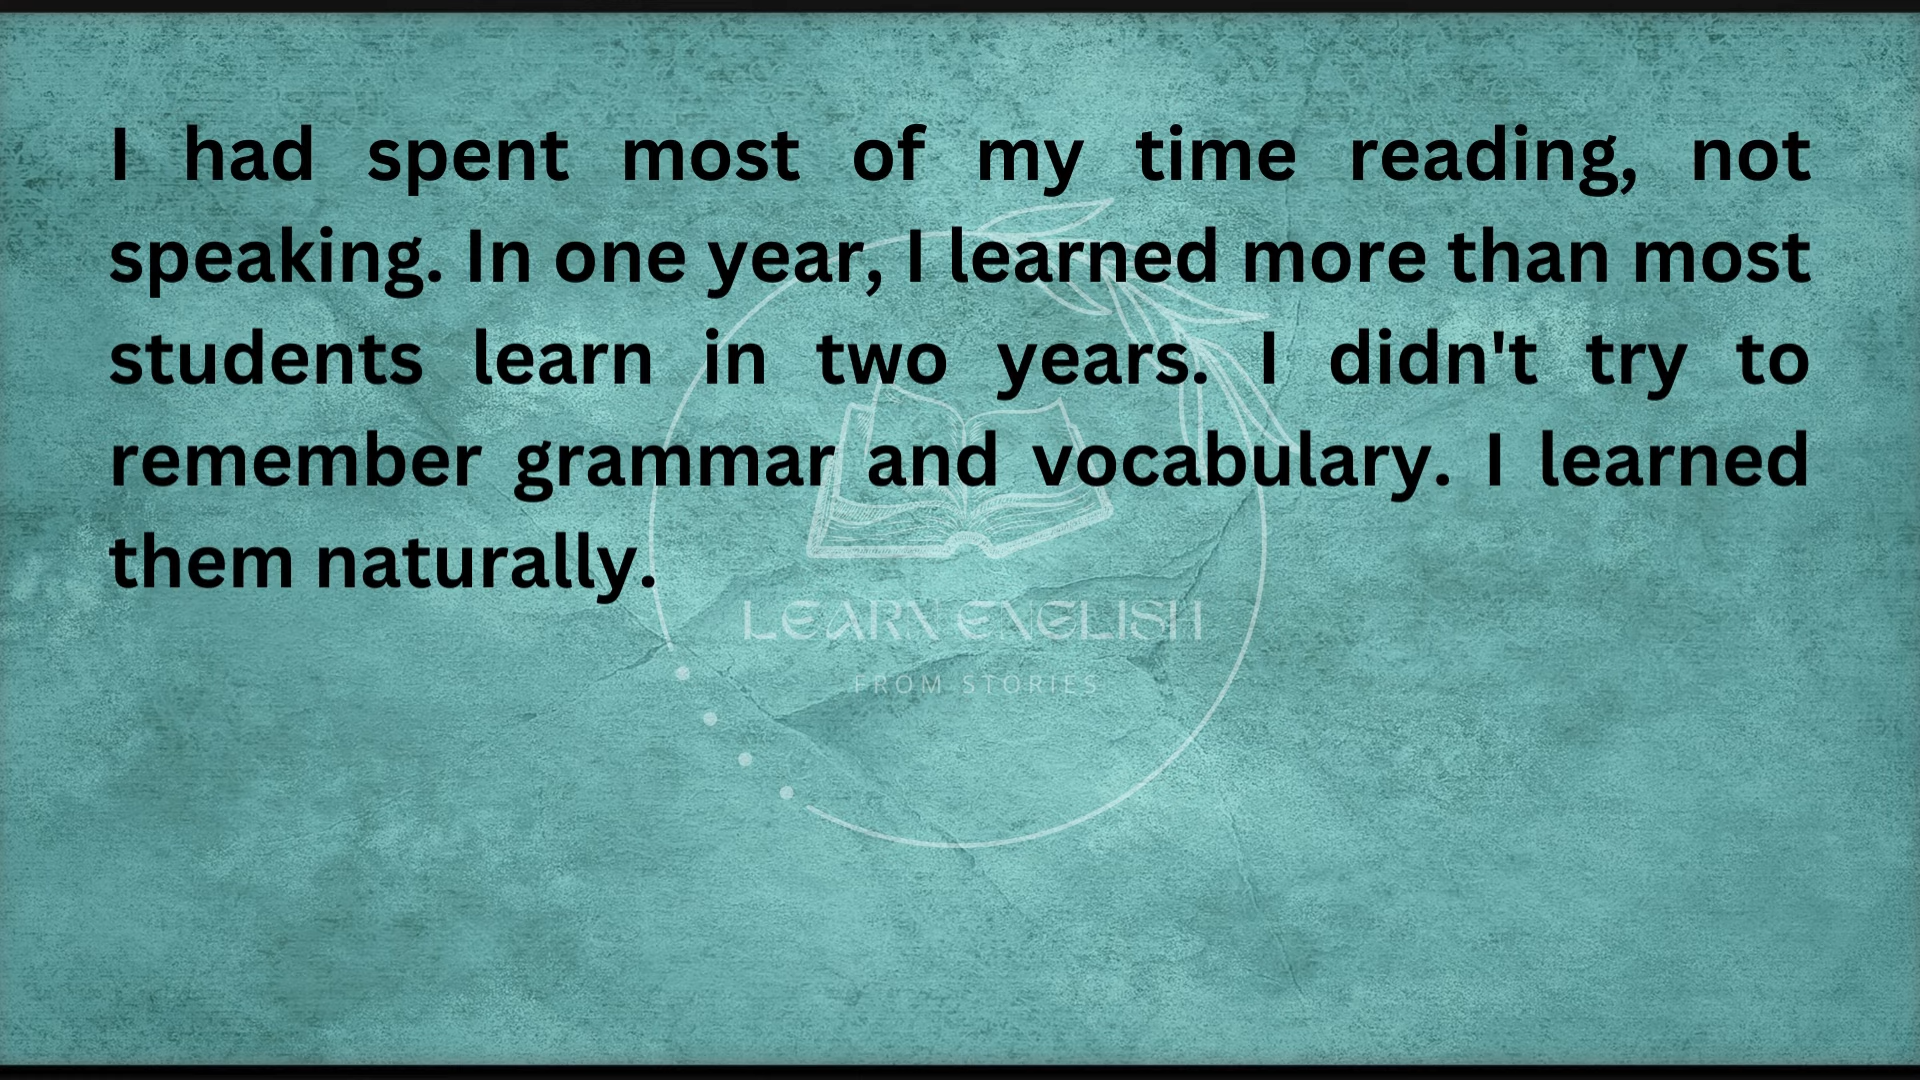 I had spent most of my time reading, not
speaking. In one year, I learned more than most
students learn in two years. I didn't try to
remember grammar and vocabulary. I learned
them naturally.
LEARN ENGLISH
FROM STORIES